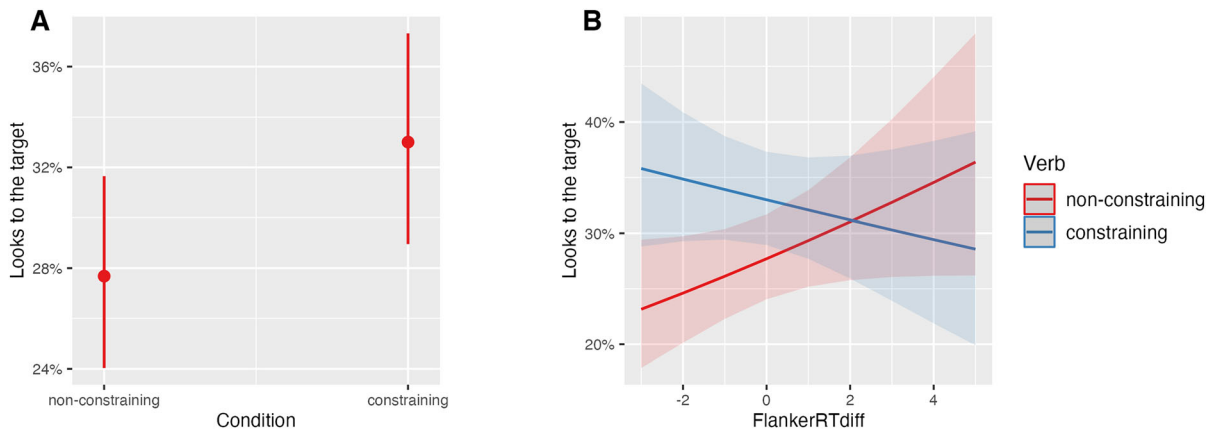 A
Looks to the target
36%
32%
28%
24%
non-constraining
constraining
Condition
B
Looks to the target
40%
30%
20%
-2
0
2
4
FlankerRTdiff
Verb
non-constraining
constraining